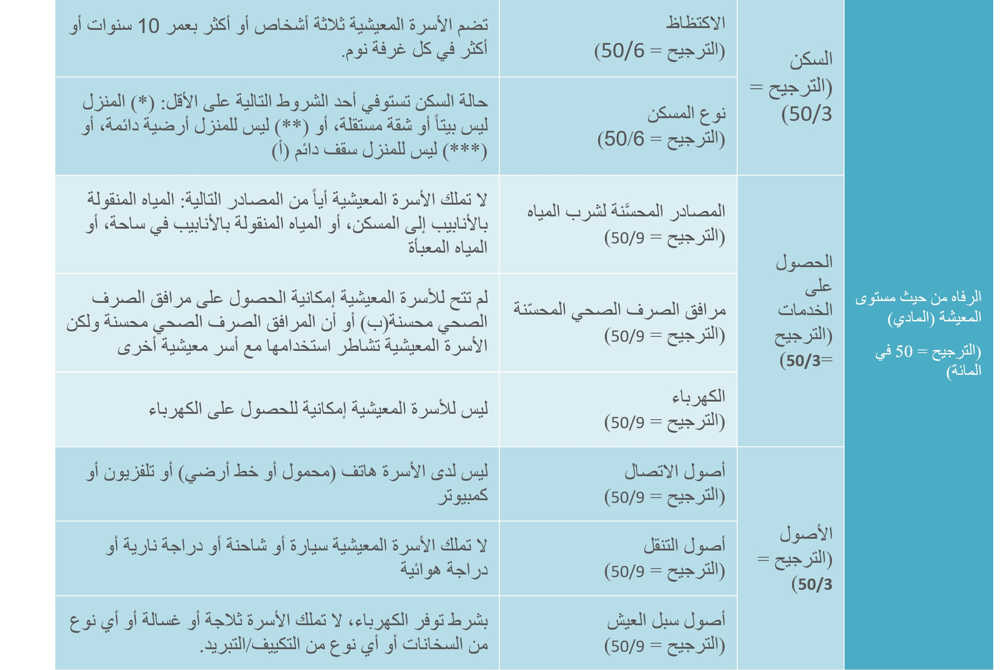 الرفاه من حيث مستوى
المعيشة (المادي)
(الترجيح = 50 في
المائة)
السكن
(الترجيح =
50/3)
الاكتظاظ
(الترجيح = 50/6)
تضم الأسرة المعيشية ثلاثة أشخاص أو أكثر بعمر 10 سنوات أو
أكثر في كل غرفة نوم.
نوع المسكن
(الترجيح = 50/6)
حالة السكن تستوفي أحد الشروط التالية على الأقل: (*) المنزل
ليس بيتاً أو شقة مستقلة، أو (**) ليس للمنزل أرضية دائمة، أو
(***) ليس للمنزل سقف دائم (أ)
الحصول
على
الخدمات
(الترجيح
=50/3)
المصادر المحسَّنة لشرب المياه
(الترجيح = 50/9)
لا تملك الأسرة المعيشية أياً من المصادر التالية: المياه المنقولة
بالأنابيب إلى المسكن، أو المياه المنقولة بالأنابيب في ساحة، أو
المياه المعبأة
مرافق الصرف الصحي المحسّنة
(الترجيح = 50/9)
لم تتح للأسرة المعيشية إمكانية الحصول على مرافق الصرف
الصحي محسنة(ب) أو أن المرافق الصرف الصحي محسنة ولكن
الأسرة المعيشية تشاطر استخدامها مع أسر معيشية أخرى
الكهرباء
(الترجيح = 50/9)
ليس للأسرة المعيشية إمكانية للحصول على الكهرباء
الأصول
(الترجيح =
50/3)
أصول الاتصال
(الترجيح = 50/9)
ليس لدى الأسرة هاتف (محمول أو خط أرضي) أو تلفزيون أو
كمبيوتر
أصول التنقل
(الترجيح = 50/9)
لا تملك الأسرة المعيشية سيارة أو شاحنة أو دراجة نارية أو
دراجة هوائية
أصول سبل العيش
(الترجيح = 50/9)
بشرط توفر الكهرباء، لا تملك الأسرة ثلاجة أو غسالة أو أي نوع
من السخانات أو أي نوع من التكييف/التبريد.